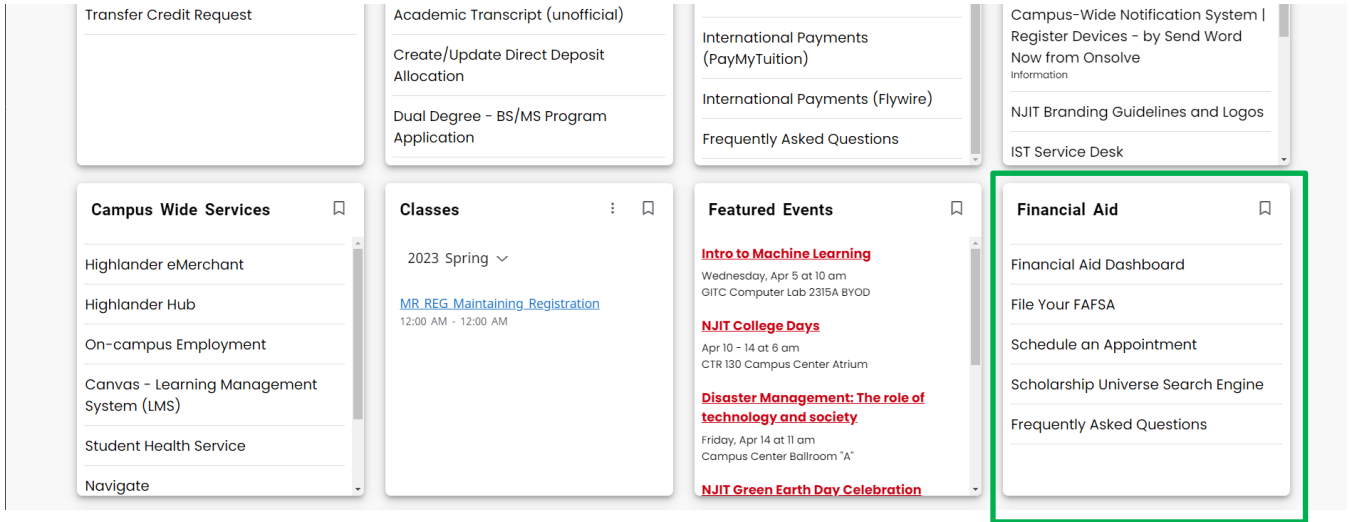 Transfer Credit Request
Academic Transcript (unofficial)
Create/Update Direct Deposit
Allocation
Dual Degree - BS/MS Program
Application
International Payments
(PayMyTuition)
International Payments (Flywire)
Frequently Asked Questions
Campus-Wide Notification System |
Register Devices - by Send Word
Now from Onsolve
Information
NJIT Branding Guidelines and Logos
IST Service Desk
Campus Wide Services
Highlander eMerchant
Highlander Hub
On-campus Employment
Canvas - Learning Management
System (LMS)
Student Health Service
Navigate
Classes
2023 Spring
MR REG Maintaining Registration
12:00 AM - 12:00 AM
Featured Events
Intro to Machine Learning
Wednesday, Apr 5 at 10 am
GITC Computer Lab 2315A BYOD
NJIT College Days
Apr 10 - 14 at 6 am
CTR 130 Campus Center Atrium
Disaster Management: The role of
technology and society
Friday, Apr 14 at 11 am
Campus Center Ballroom "A"
NJIT Green Earth Day Celebration
Financial Aid
Financial Aid Dashboard
File Your FAFSA
Schedule an Appointment
Scholarship Universe Search Engine
Frequently Asked Questions